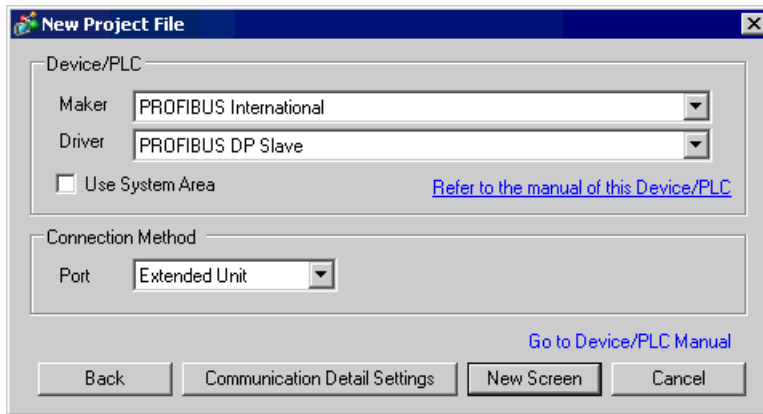 New Project File
Device/PLC
Maker PROFIBUS International
Driver PROFIBUS DP Slave
Use System Area Refer to the manual of this Device/PLC
Connection Method
Port Extended Unit
Go to Device/PLC Manual
Back Communication Detail Settings New Screen Cancel